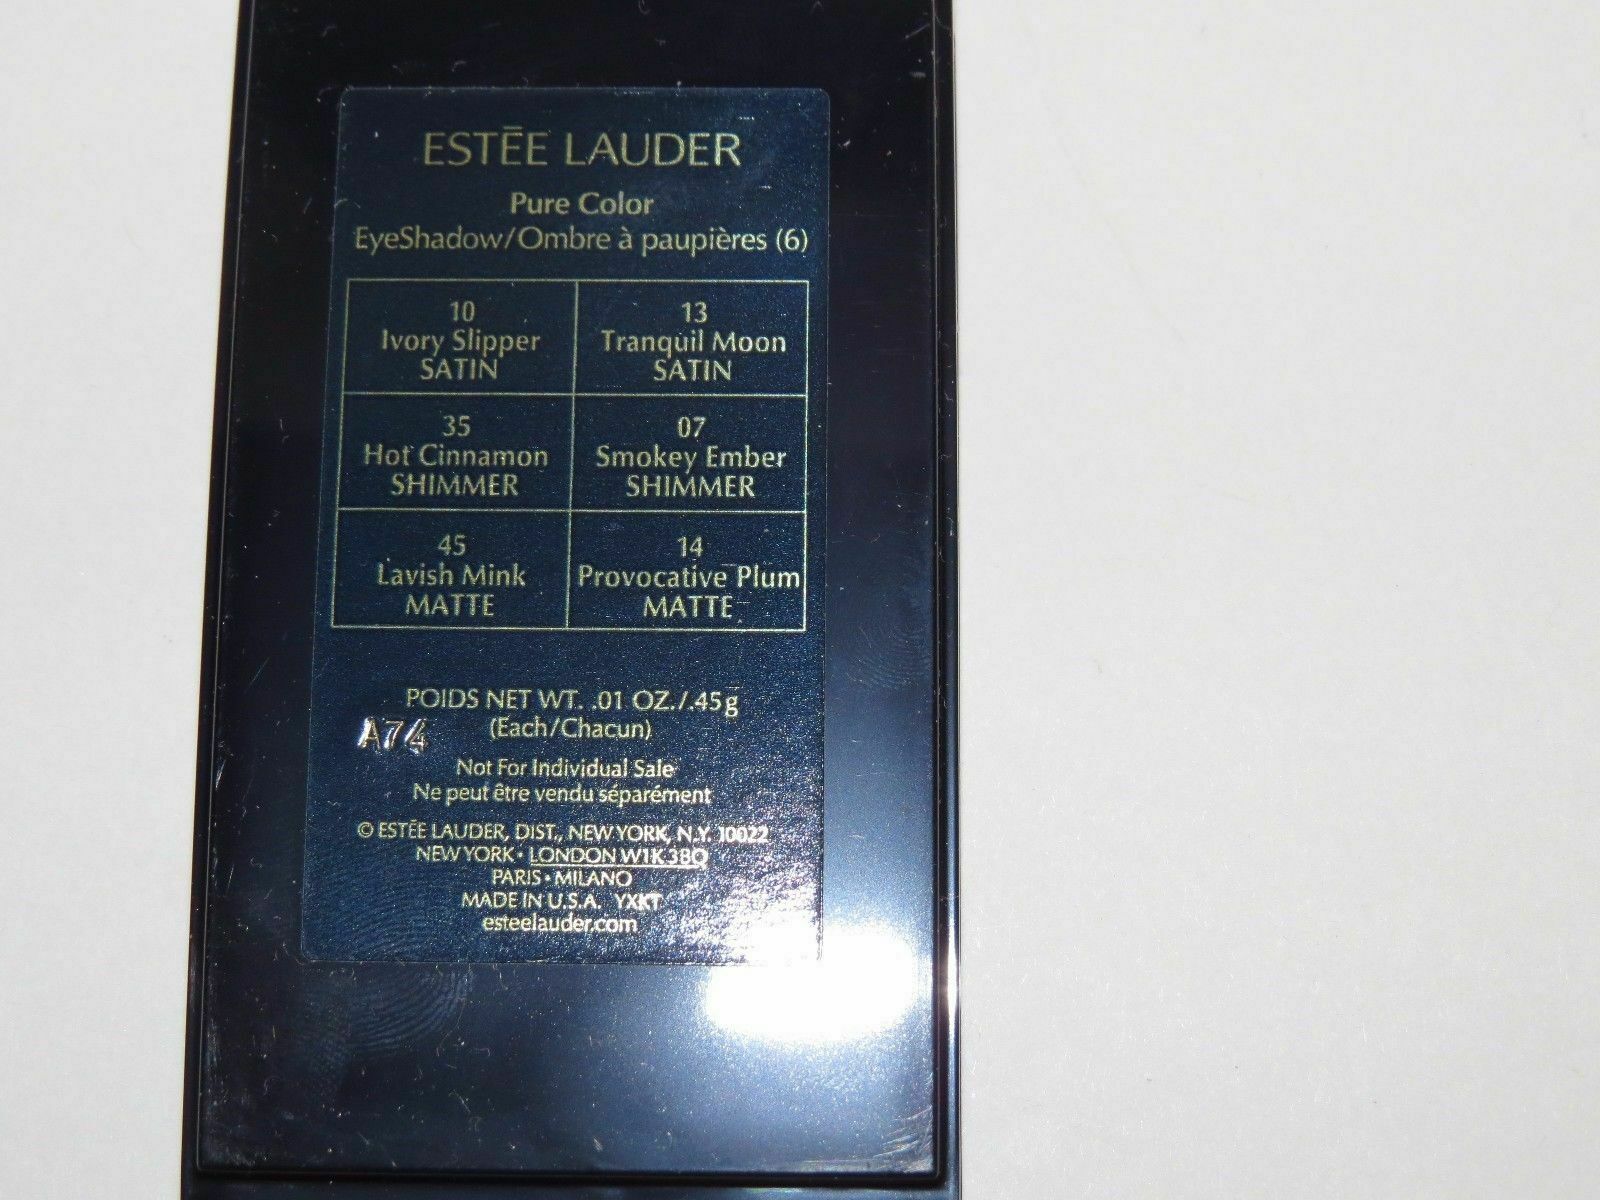 ESTĒE LAUDER
Pure Color
EyeShadow/Ombre à paupières (6)
10
Ivory Slipper
SATIN
13
Tranquil Moon
SATIN
35
Hot Cinnamon
SHIMMER
07
Smokey Ember
SHIMMER
45
Lavish Mink
MATTE
14
Provocative Plum
MATTE
POIDS NET WT. .01 OZ./.45g
(Each/Chacun)
A74
Not For Individual Sale
Ne peut être vendu séparément
© ESTĒE LAUDER, DIST., NEW YORK, N.Y. 10022
NEW YORK • LONDON W1K 3BQ
PARIS • MILANO
MADE IN U.S.A. YXKT
esteelauder.com